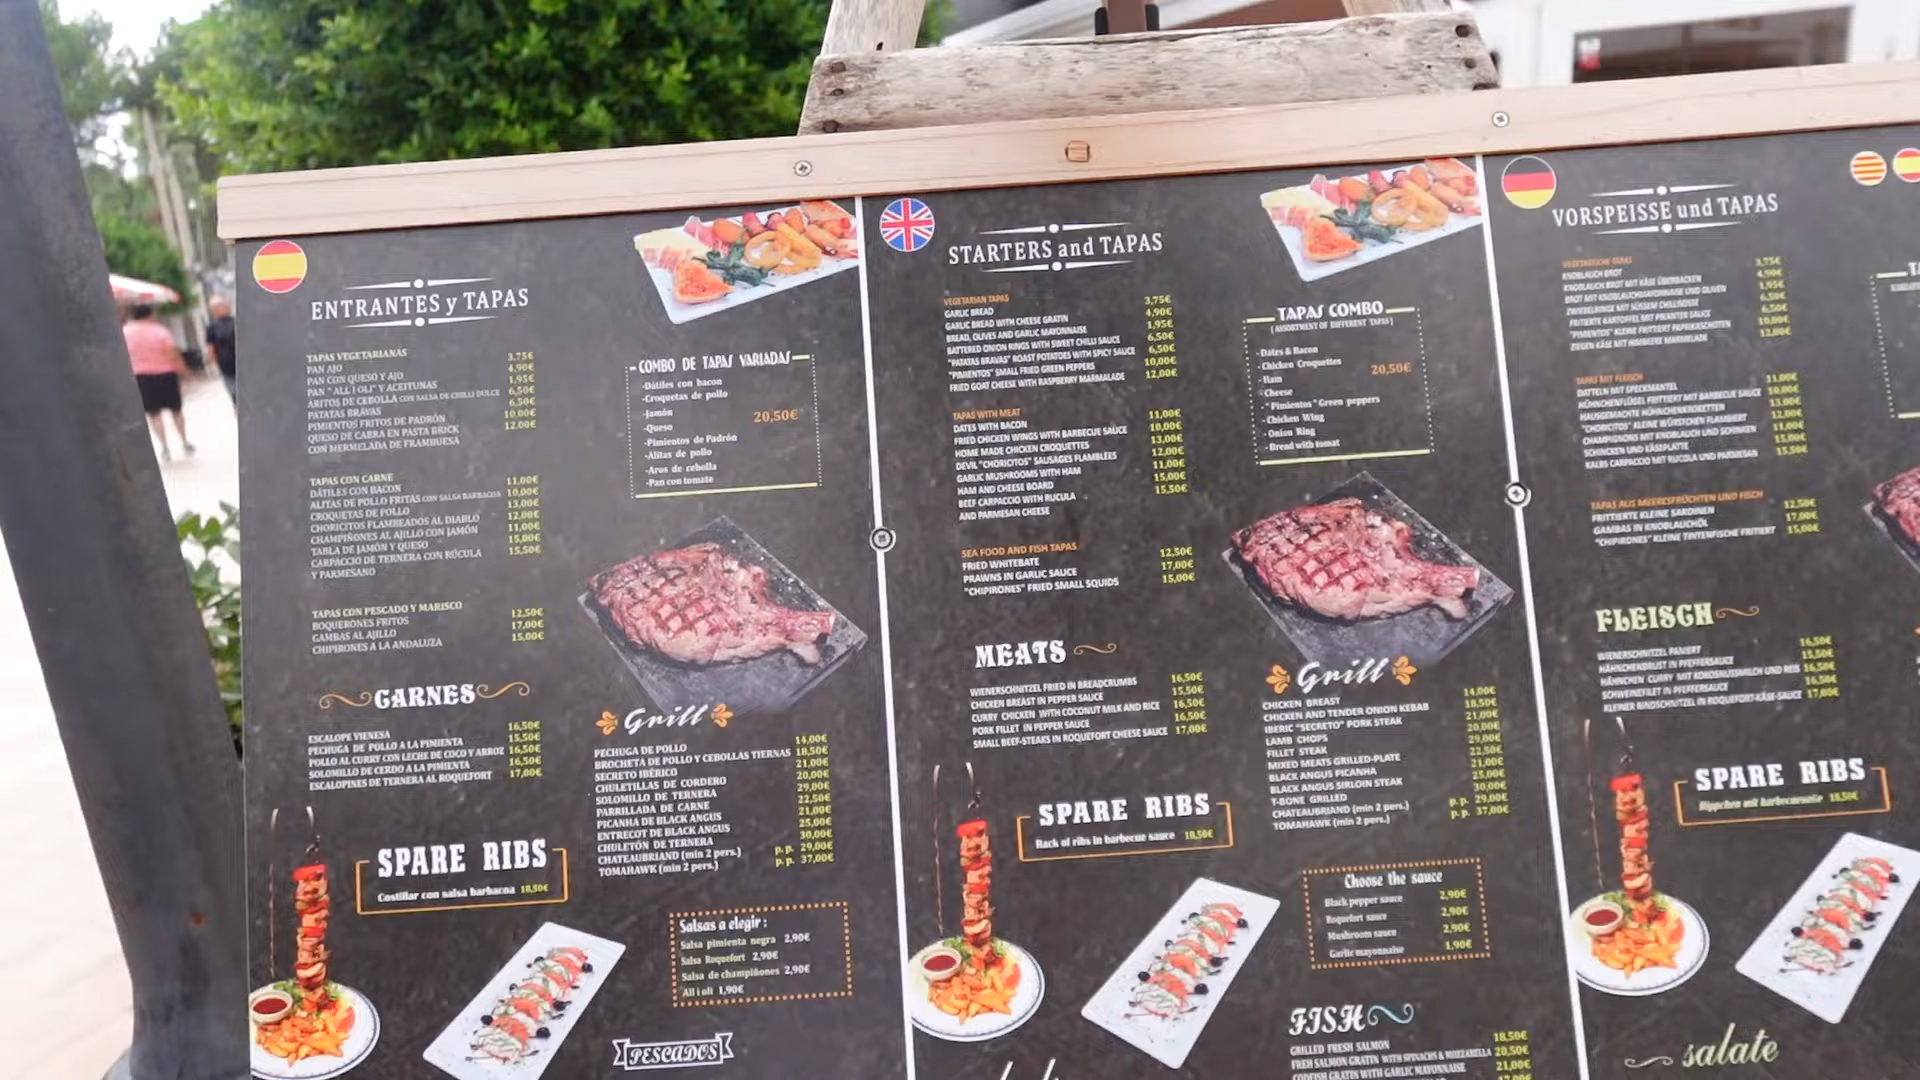 ENTRANTES y TAPAS
TAPAS VEGETARIANAS
PAN AJO 3,75€
PAN CON QUESO Y AJO 4,90€
PAN " ALL I OLI" Y ACEITUNAS 1,95€
ARITOS DE CEBOLLA CON SALSA DE CHILLI DULCE 6,50€
PATATAS BRAVAS 6,50€
PIMIENTOS FRITOS DE PADRÓN 10,00€
QUESO DE CABRA EN PASTA BRICK 12,00€
CON MERMELADA DE FRAMBUESA
TAPAS CON CARNE
DÁTILES CON BACON 11,00€
ALITAS DE POLLO FRITAS CON SALSA BARBACOA 10,00€
CROQUETAS DE POLLO 13,00€
CHORICITOS FLAMBEADOS AL DIABLO 12,00€
CHAMPIÑONES AL AJILLO CON JAMÓN 11,00€
TABLA DE JAMÓN Y QUESO 15,00€
CARPACCIO DE TERNERA CON RÚCULA 15,50€
Y PARMESANO
TAPAS CON PESCADO Y MARISCO
BOQUERONES FRITOS 12,50€
GAMBAS AL AJILLO 17,00€
CHIPIRONES A LA ANDALUZA 15,00€
CARNES
ESCALOPE VIENESA 16,50€
PECHUGA DE POLLO A LA PIMIENTA 15,50€
POLLO AL CURRY CON LECHE DE COCO Y ARROZ 16,50€
SOLOMILLO DE CERDO A LA PIMIENTA 16,50€
ESCALOPINES DE TERNERA AL ROQUEFORT 17,00€
SPARE RIBS
Costillar con salsa barbacoa 18,50€
COMBO DE TAPAS VARIADAS
-Dátiles con bacon
-Croquetas de pollo
-Jamón
-Queso
20,50€
-Pimientos de Padrón
-Alitas de pollo
-Aros de cebolla
-Pan con tomate
Grill
PECHUGA DE POLLO 14,00€
BROCHETA DE POLLO Y CEBOLLAS TIERNAS 18,50€
SECRETO IBÉRICO 21,00€
CHULETILLAS DE CORDERO 20,00€
SOLOMILLO DE TERNERA 29,00€
PARRILLADA DE CARNE 22,50€
PICANHA DE BLACK ANGUS 21,00€
ENTRECOT DE BLACK ANGUS 25,00€
CHULETÓN DE TERNERA 30,00€
CHATEAUBRIAND (min 2 pers.) p.p. 29,00€
TOMAHAWK (min 2 pers.) p.p. 37,00€
Salsas a elegir :
Salsa pimienta negra 2,90€
Salsa Roquefort 2,90€
Salsa de champiñones 2,90€
All i oli 1,90€
PESCADOS
STARTERS and TAPAS
VEGETARIAN TAPAS
GARLIC BREAD 3,75€
GARLIC BREAD WITH CHEESE GRATIN 4,90€
BREAD, OLIVES AND GARLIC MAYONNAISE 1,95€
BATTERED ONION RINGS WITH SWEET CHILLI SAUCE 6,50€
"PATATAS BRAVAS" ROAST POTATOES WITH SPICY SAUCE 6,50€
"PIMIENTOS" SMALL FRIED GREEN PEPPERS 10,00€
FRIED GOAT CHEESE WITH RASPBERRY MARMALADE 12,00€
TAPAS WITH MEAT
DATES WITH BACON 11,00€
FRIED CHICKEN WINGS WITH BARBECUE SAUCE 10,00€
HOME MADE CHICKEN CROQUETTES 13,00€
DEVIL "CHORICITOS" SAUSAGES FLAMBLEES 12,00€
GARLIC MUSHROOMS WITH HAM 11,00€
HAM AND CHEESE BOARD 15,00€
BEEF CARPACCIO WITH RUCULA 15,50€
AND PARMESAN CHEESE
SEA FOOD AND FISH TAPAS
FRIED WHITEBATE 12,50€
PRAWNS IN GARLIC SAUCE 17,00€
"CHIPIRONES" FRIED SMALL SQUIDS 15,00€
MEATS
WIENERSCHNITZEL FRIED IN BREADCRUMBS 16,50€
CHICKEN BREAST IN PEPPER SAUCE 15,50€
CURRY CHICKEN WITH COCONUT MILK AND RICE 16,50€
PORK FILLET IN PEPPER SAUCE 16,50€
SMALL BEEF-STEAKS IN ROQUEFORT CHEESE SAUCE 17,00€
SPARE RIBS
Rack of ribs in barbecue sauce 18,50€
TAPAS COMBO
( ASSORTMENT OF DIFFERENT TAPAS )
- Dates & Bacon
- Chicken Croquettes
- Ham
20,50€
- Cheese
- " Pimientos" Green peppers
- Chicken Wing
- Onion Ring
- Bread with tomat
Grill
CHICKEN BREAST 14,00€
CHICKEN AND TENDER ONION KEBAB 18,50€
IBERIC "SECRETO" PORK STEAK 21,00€
LAMB CHOPS 20,00€
FILLET STEAK 29,00€
MIXED MEATS GRILLED-PLATE 22,50€
BLACK ANGUS PICANHA 21,00€
BLACK ANGUS SIRLOIN STEAK 25,00€
T-BONE GRILLED 30,00€
CHATEAUBRIAND (min 2 pers.) p.p. 29,00€
TOMAHAWK (min 2 pers.) p.p. 37,00€
Choose the sauce
Black pepper sauce 2,90€
Roquefort sauce 2,90€
Mushroom sauce 2,90€
Garlic mayonnaise 1,90€
FISH
GRILLED FRESH SALMON 18,50€
FRESH SALMON GRATIN WITH SPINACHS & MOZZARELLA 20,50€
CODFISH GRATIN WITH GARLIC MAYONNAISE 21,00€
VORSPEISSE und TAPAS
VEGETARISCHE TAPAS
KNOBLAUCH BROT 3,75€
BROT MIT KÄSE ÜBERBACKEN 4,90€
BROT MIT KNOBLAUCHMAYONNAISE UND OLIVEN 1,95€
ZWIEBELRINGE MIT SÜSSEM CHILISOSSE 6,50€
FRITIERTE KARTOFFEL MIT PIKANTER SAUCE 6,50€
"PIMIENTOS" KLEINE FRITIERT PAPRIKASCHOTEN 10,00€
ZIEGEN KÄSE MIT HIMBEERE MARMELADE 12,00€
TAPAS MIT FLEISCH
DATTELN MIT SPECKMANTEL 11,00€
HÜHNCHENFLÜGEL FRITTIERT MIT BARBECUE SAUCE 10,00€
HAUSGEMACHTE HÜHNCHENKROKETTEN 13,00€
"CHORICITOS" KLEINE WÜRSTCHEN FLAMBIERT 12,00€
CHAMPIGNONS MIT KNOBLAUCH UND SCHINKEN 11,00€
SCHINCKEN UND KÄSEPLATTE 15,00€
KALBS CARPACCIO MIT RUCOLA UND PARMESAN 15,50€
TAPAS AUS MEERESFRÜCHTEN UND FISCH
FRITTIERTE KLEINE SARDINEN 12,50€
GAMBAS IN KNOBLAUCHÖL 17,00€
"CHIPIRONES" KLEINE TINTENFISCHE FRITIERT 15,00€
FLEISCH
WIENERSCHNITZEL PANIERT 16,50€
HÄHNCHENBRUST IN PFEFFERSAUCE 15,50€
HÄHNCHEN CURRY MIT KOKOSNUSSMILCH UND REIS 16,50€
SCHWEINEFILET IN PFEFFERSAUCE 16,50€
KLEINER RINDSCHNITZEL IN ROQUEFORT-KÄSE-SAUCE 17,00€
SPARE RIBS
Rippchen mit barbecuesoße 18,50€
salate